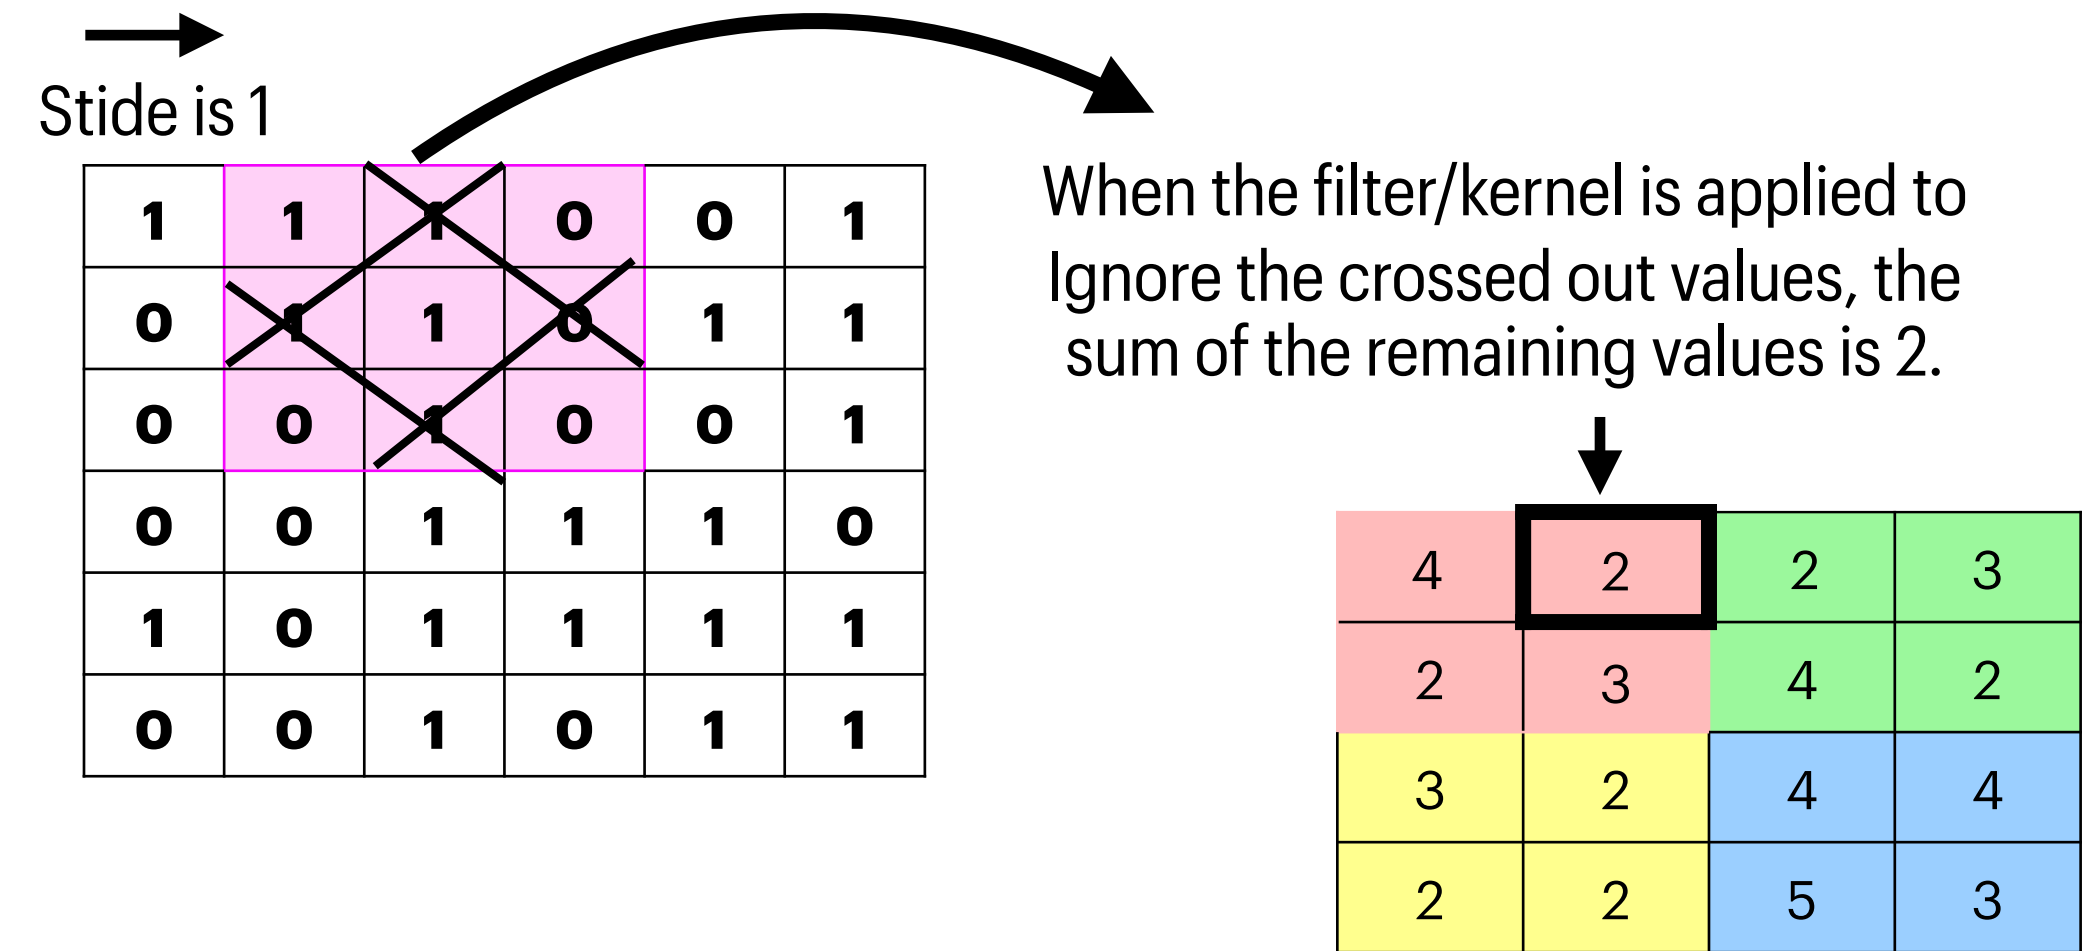 Stide is 1
When the filter/kernel is applied to
Ignore the crossed out values, the
sum of the remaining values is 2.
1 1 1 0 0 1
0 1 1 0 1 1
0 0 1 0 0 1
0 0 1 1 1 0
1 0 1 1 1 1
0 0 1 0 1 1
4 2 2 3
2 3 4 2
3 2 4 4
2 2 5 3